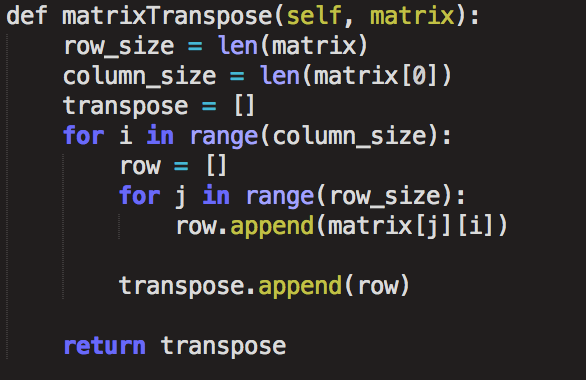 def matrixTranspose(self, matrix):
    row_size = len(matrix)
    column_size = len(matrix[0])
    transpose = []
    for i in range(column_size):
        row = []
        for j in range(row_size):
            row.append(matrix[j][i])
        transpose.append(row)
    return transpose